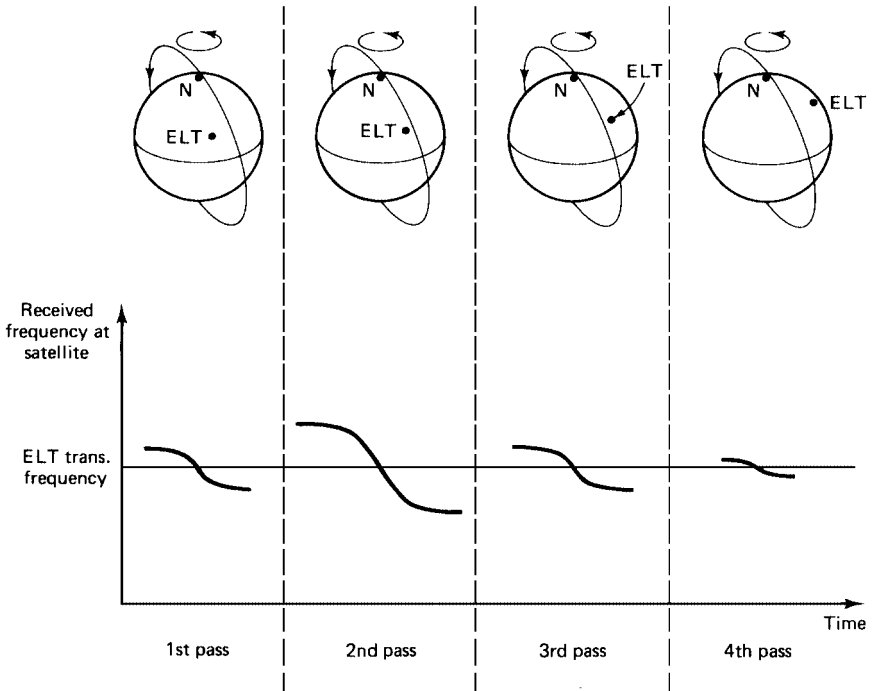 N
ELT
N
ELT
N
ELT
N
ELT
Received
frequency at
satellite
ELT trans.
frequency
Time
1st pass
2nd pass
3rd pass
4th pass